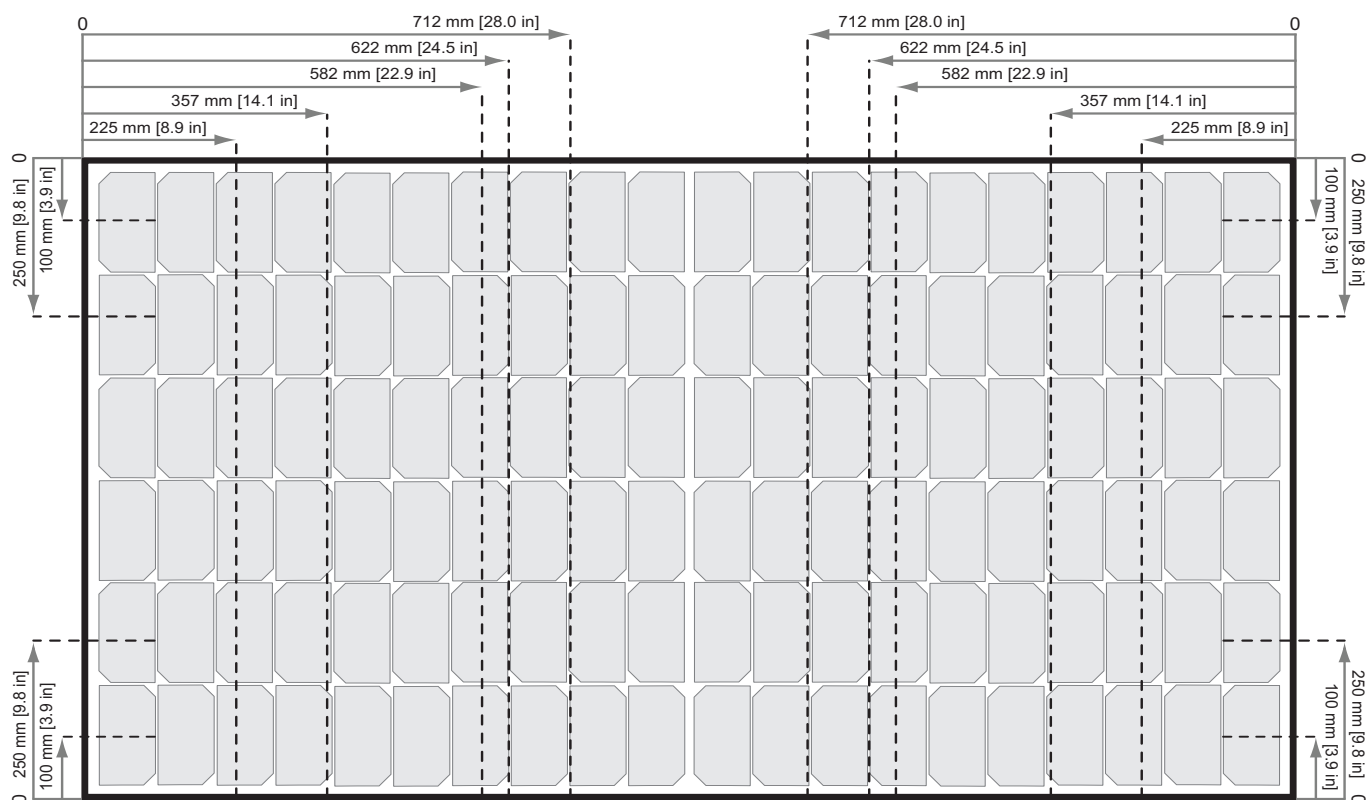 0
712 mm [28.0 in]
712 mm [28.0 in]
0
622 mm [24.5 in]
622 mm [24.5 in]
582 mm [22.9 in]
582 mm [22.9 in]
357 mm [14.1 in]
357 mm [14.1 in]
225 mm [8.9 in]
225 mm [8.9 in]
0
250 mm [9.8 in]
100 mm [3.9 in]
0
100 mm [3.9 in]
250 mm [9.8 in]
250 mm [9.8 in]
100 mm [3.9 in]
0
100 mm [3.9 in]
250 mm [9.8 in]
0